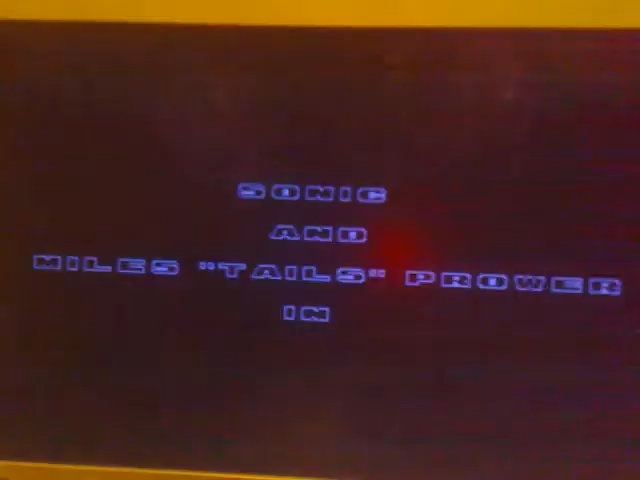 SONIC
AND
MILES "TAILS" PROWER
IN